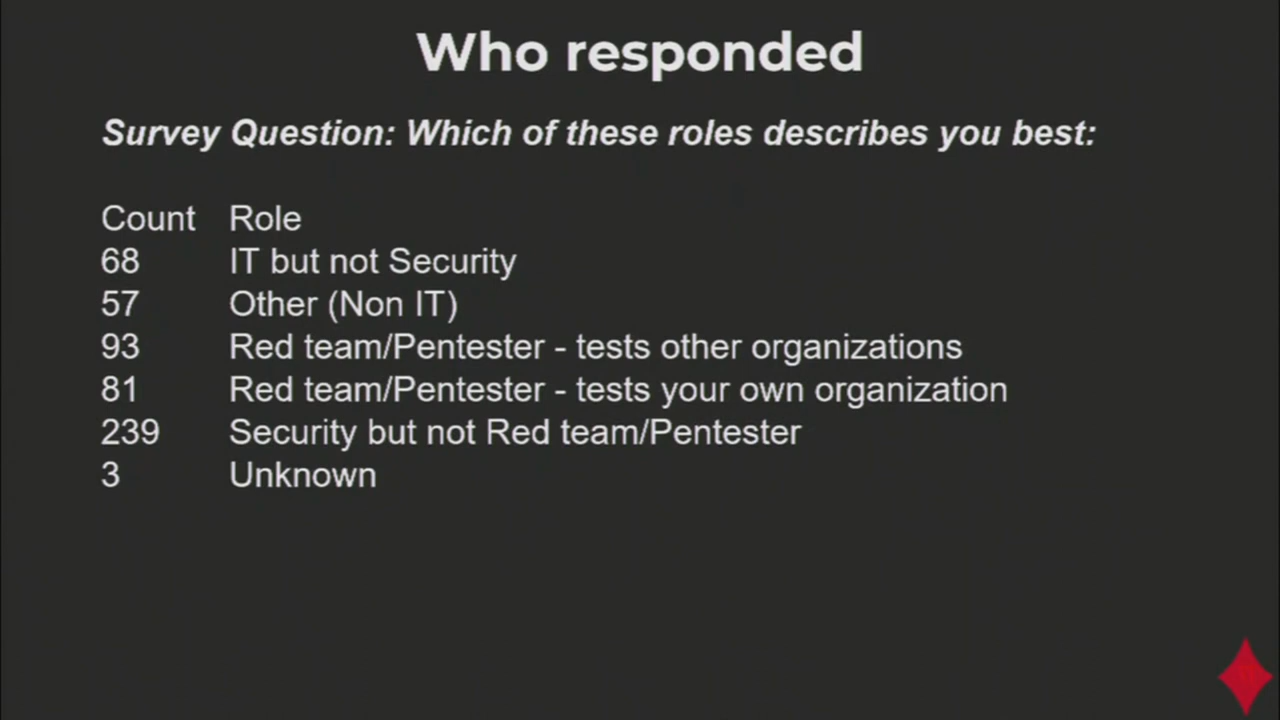 Who responded
Survey Question: Which of these roles describes you best:
Count Role
68 IT but not Security
57 Other (Non IT)
93 Red team/Pentester - tests other organizations
81 Red team/Pentester - tests your own organization
239 Security but not Red team/Pentester
3 Unknown